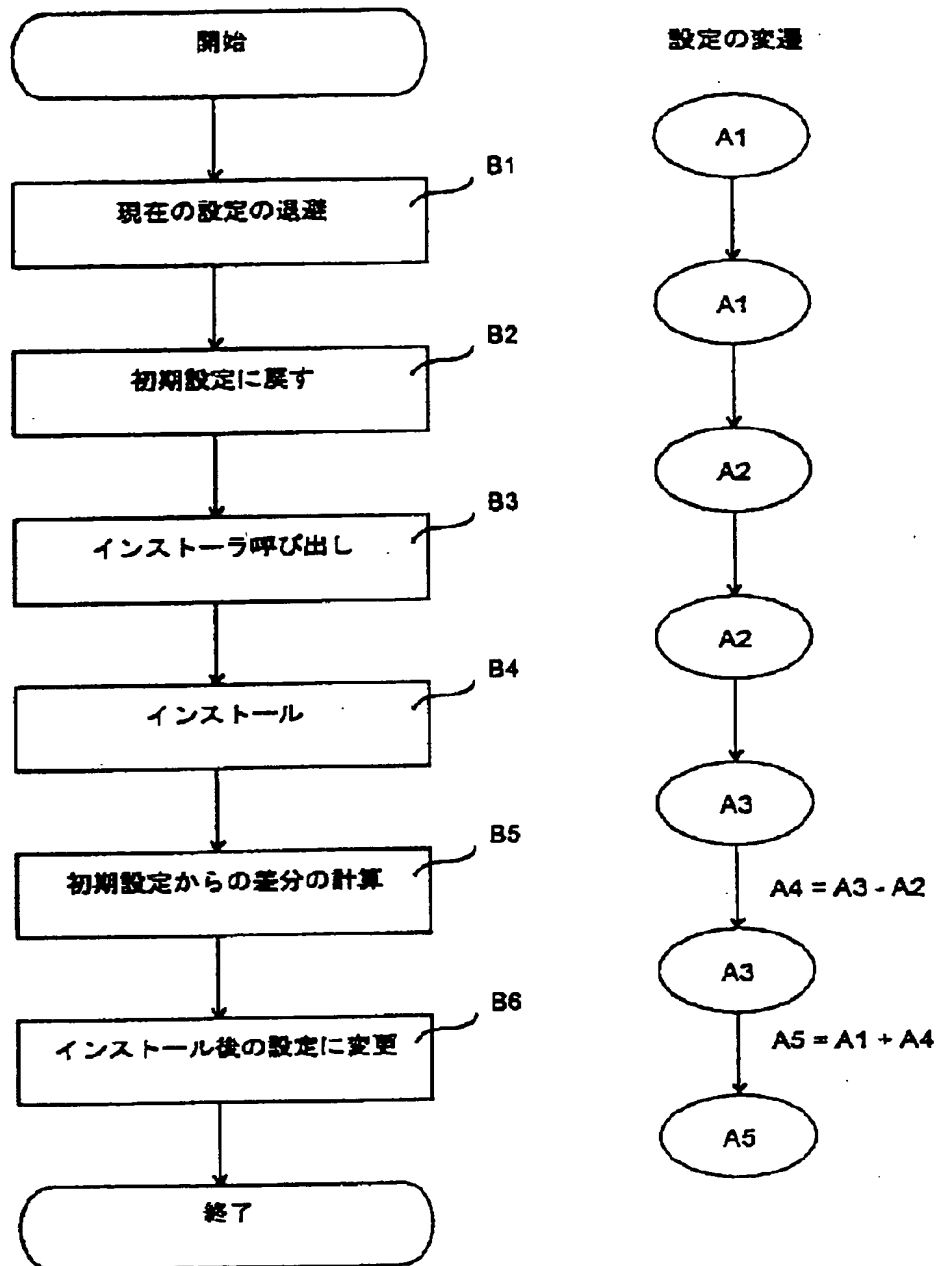 開始
設定の変遷
A1
B1
現在の設定の退避
A1
B2
初期設定に戻す
A2
B3
インストーラ呼び出し
A2
B4
インストール
A3
B5
初期設定からの差分の計算
A4 = A3 - A2
A3
B6
インストール後の設定に変更
A5 = A1 + A4
A5
終了